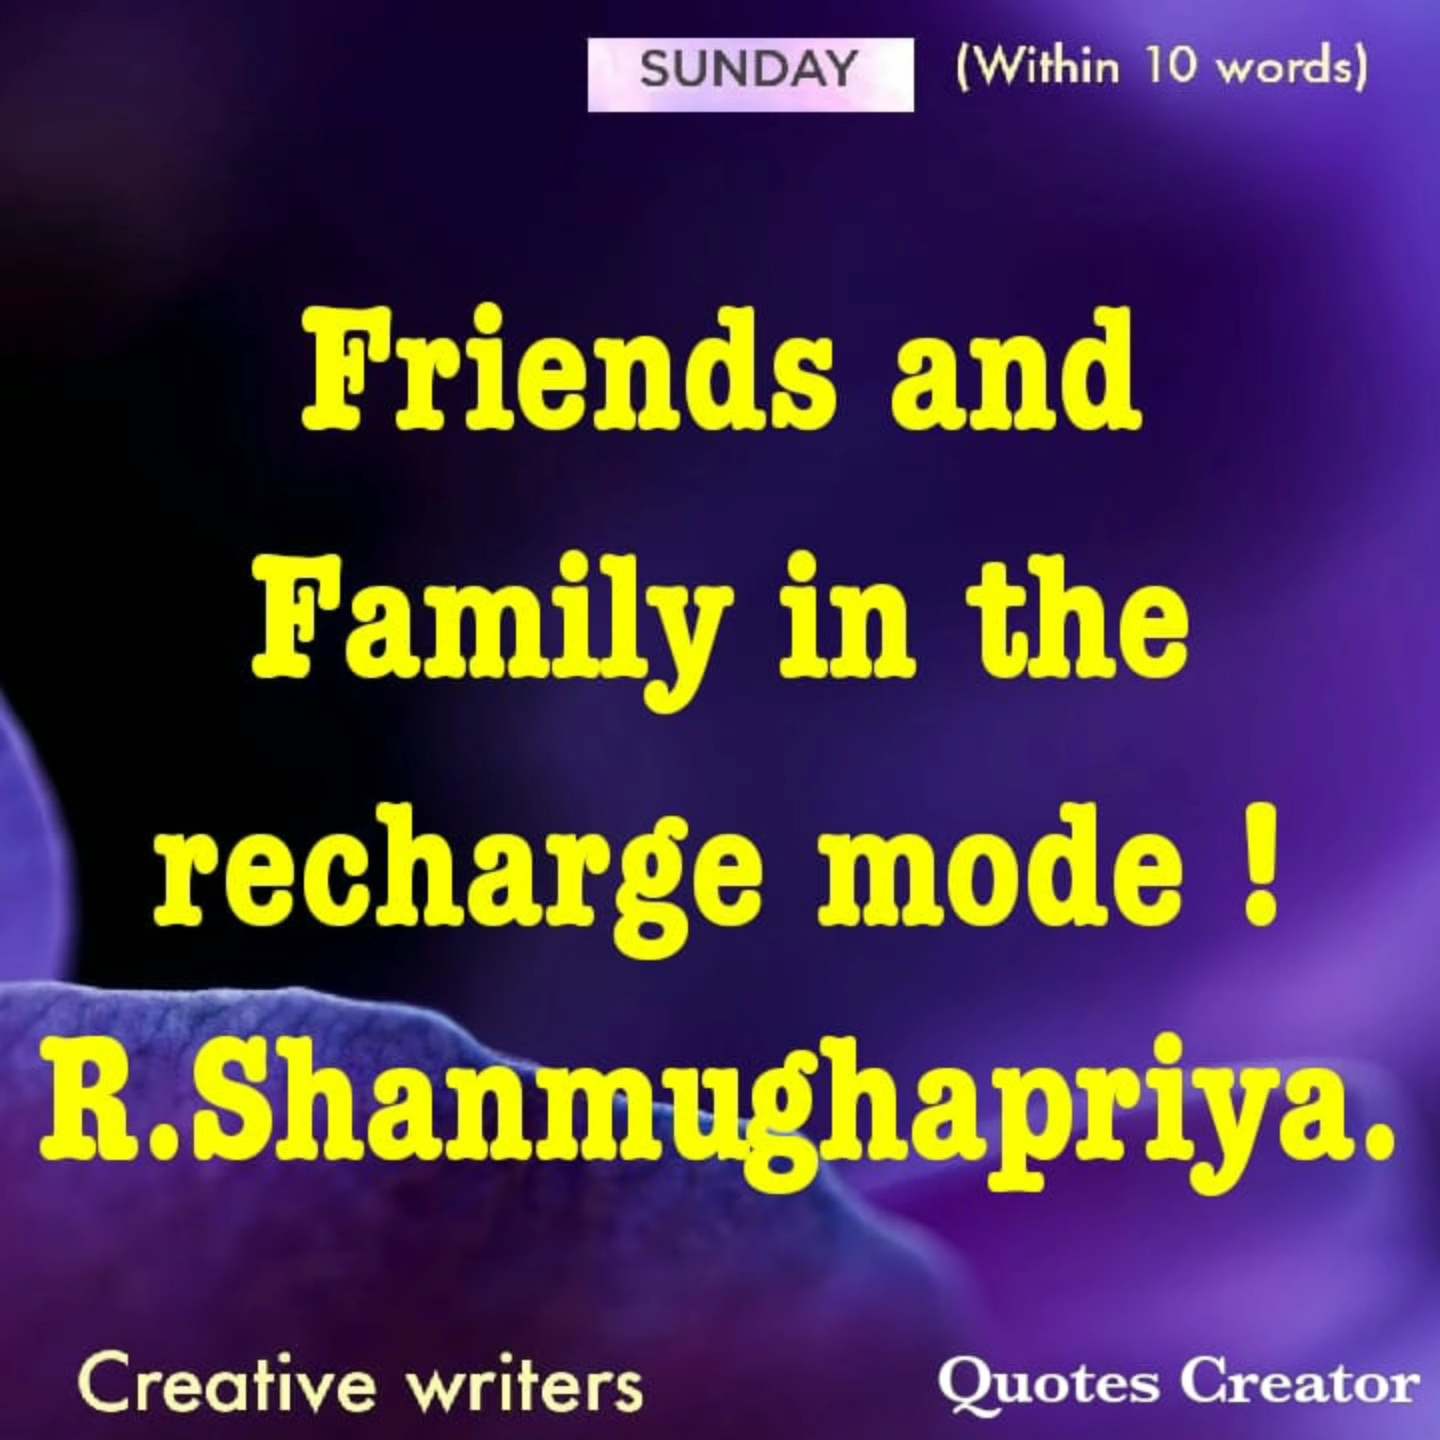 SUNDAY (Within 10 words)
Friends and
Family in the
recharge mode !
R.Shanmughapriya.
Creative writers Quotes Creator